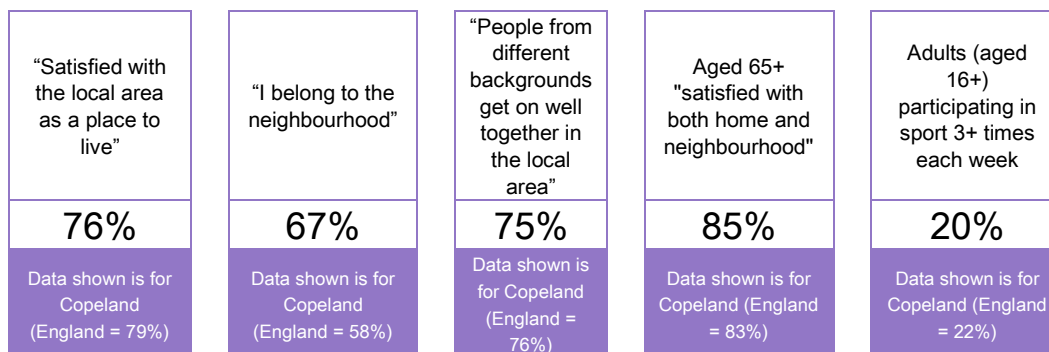 “Satisfied with
the local area
as a place to
live”
76%
Data shown is for
Copeland
(England = 79%)
“I belong to the
neighbourhood”
67%
Data shown is for
Copeland
(England = 58%)
“People from
different
backgrounds
get on well
together in
the local
area”
75%
Data shown is
for Copeland
(England =
76%)
Aged 65+
"satisfied with
both home and
neighbourhood"
85%
Data shown is for
Copeland (England
= 83%)
Adults (aged
16+)
participating in
sport 3+ times
each week
20%
Data shown is for
Copeland (England
= 22%)